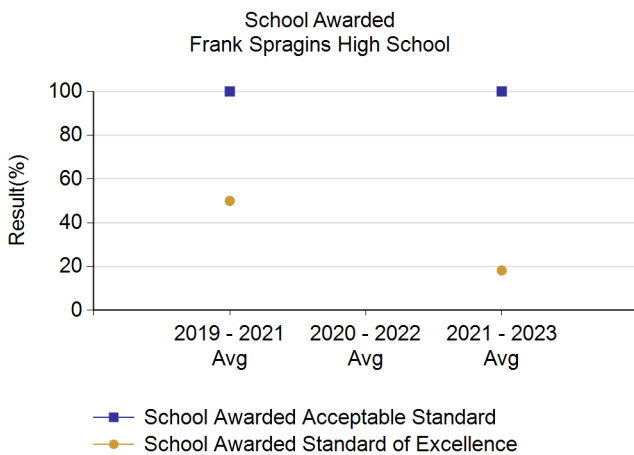 School Awarded
Frank Spragins High School
Result(%)
100
80
60
40
20
0
2019 - 2021
Avg
2020 - 2022
Avg
2021 - 2023
Avg
School Awarded Acceptable Standard
School Awarded Standard of Excellence